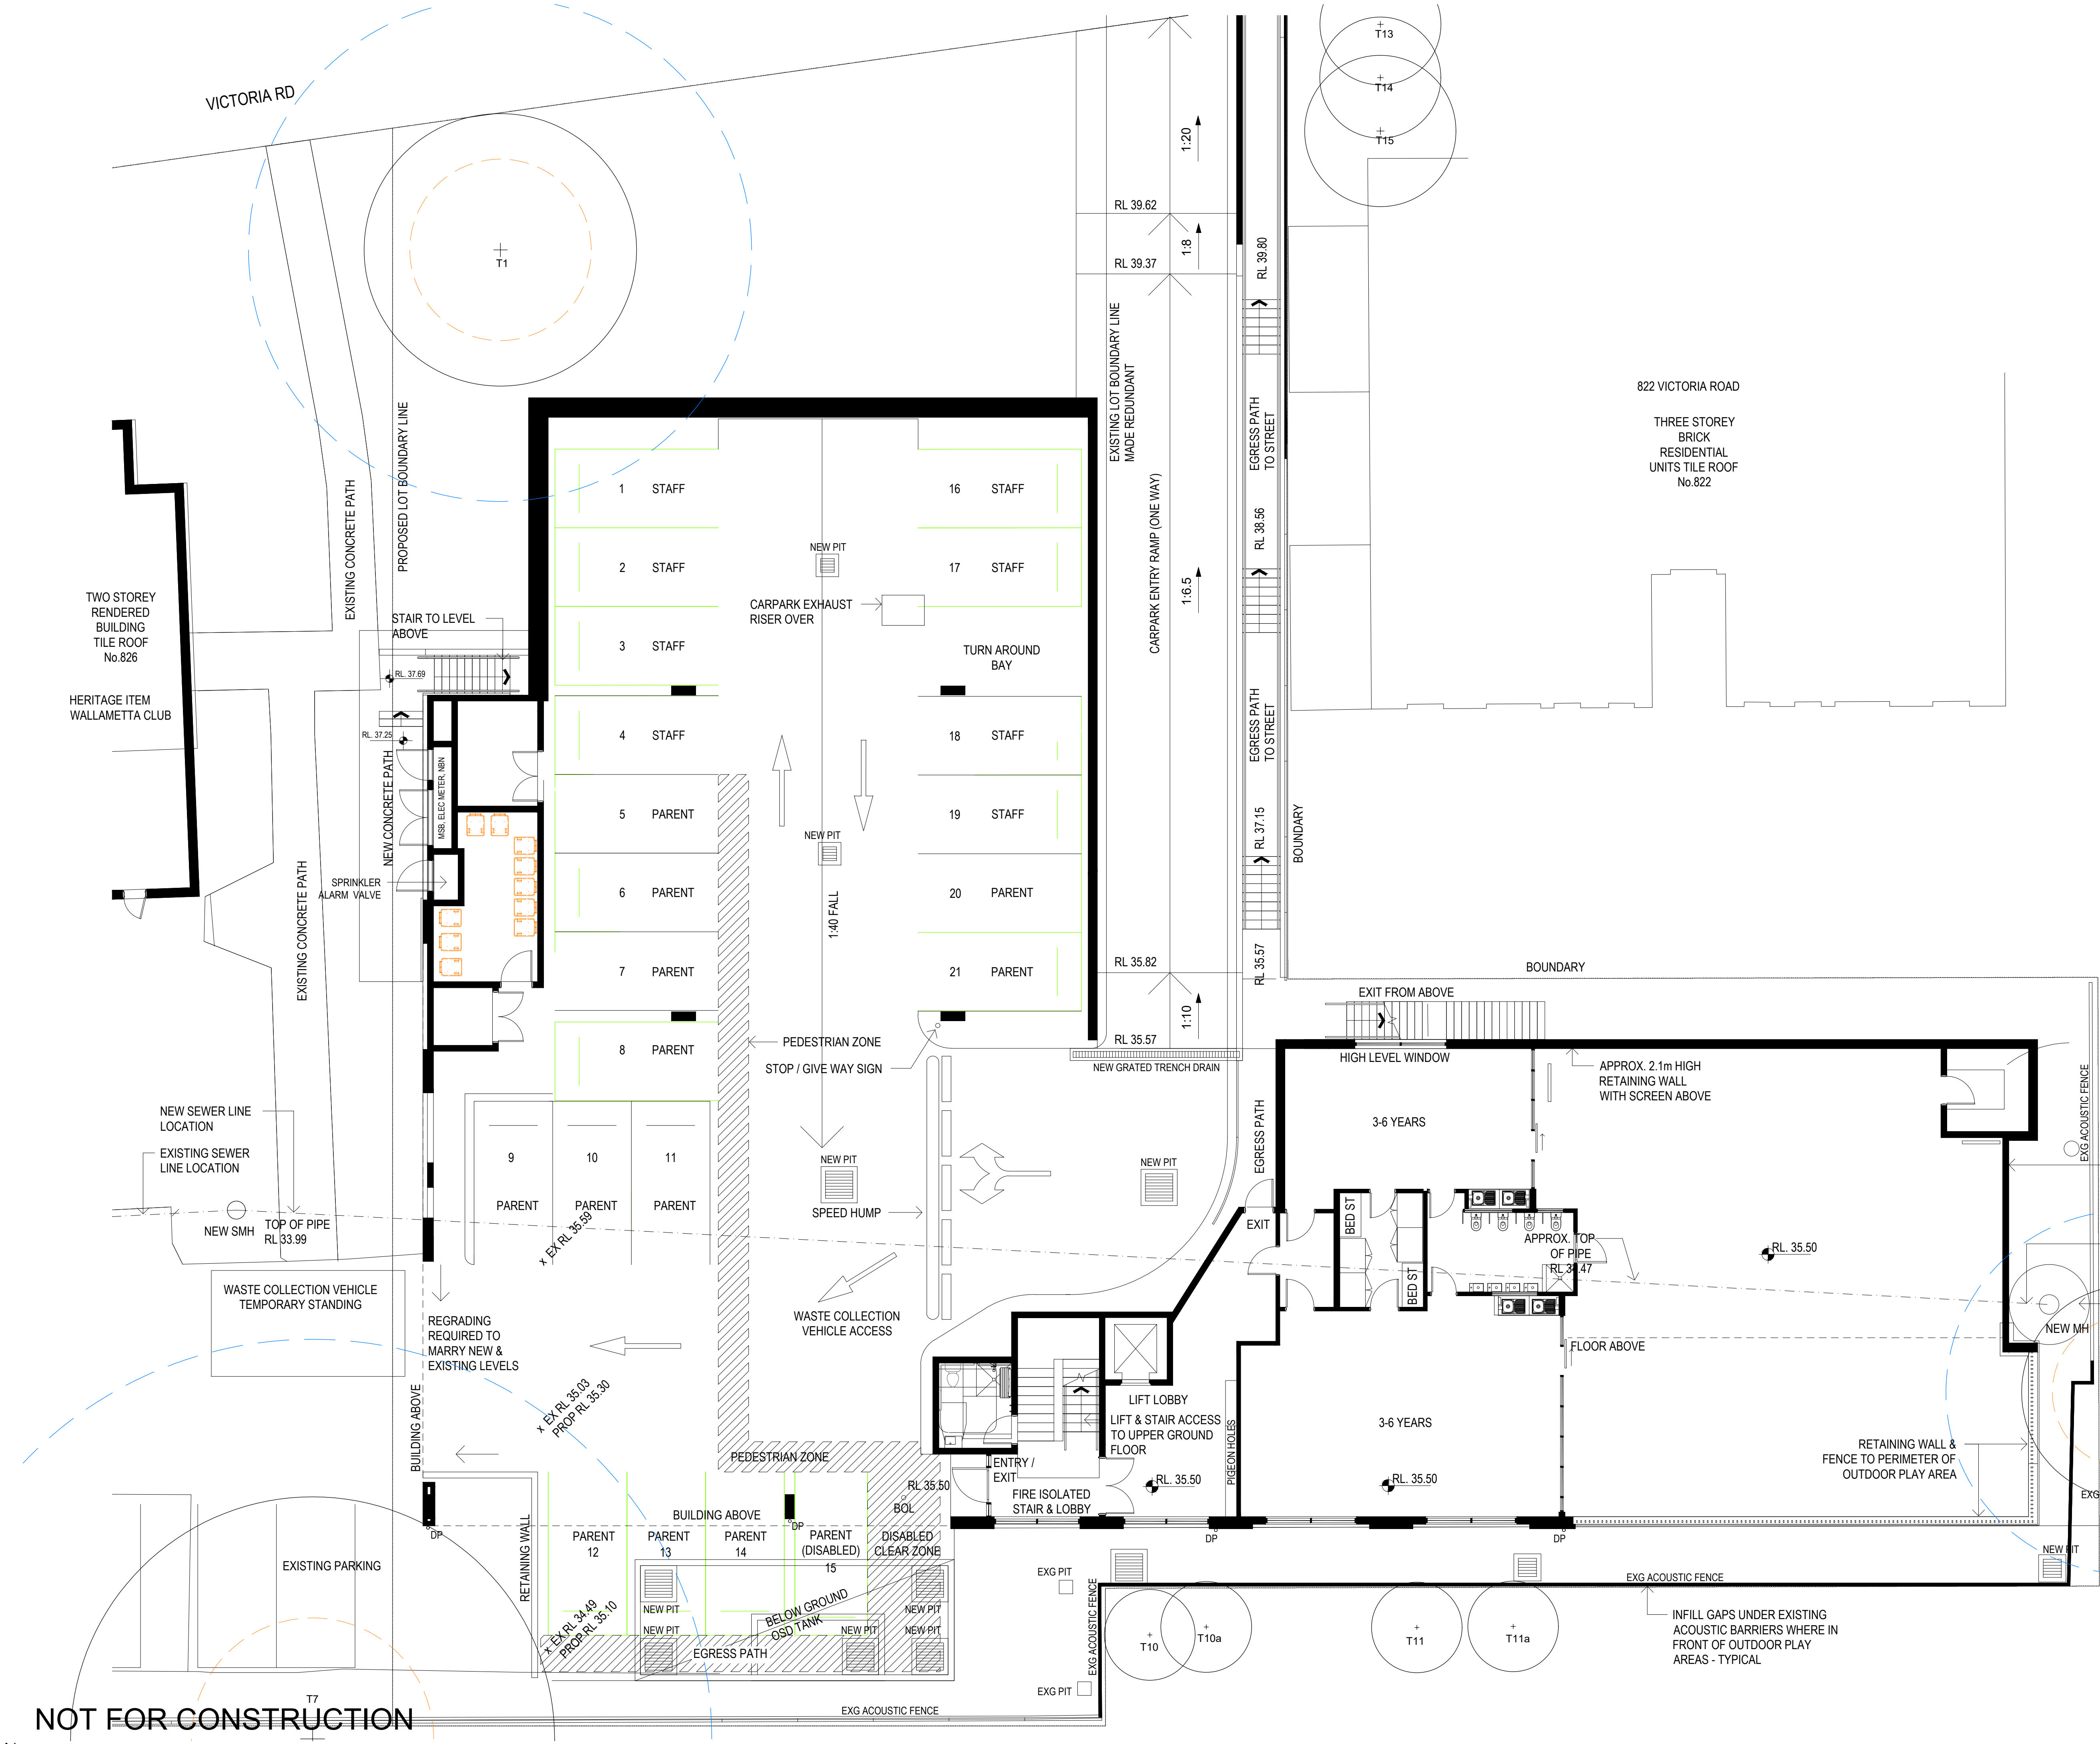 VICTORIA RD
T13
T14
T15
T1
1:20
RL 39.62
1:8
RL 39.37
RL 39.80
EXISTING LOT BOUNDARY LINE
MADE REDUNDANT
CARPARK ENTRY RAMP (ONE WAY)
1:6.5
EGRESS PATH
TO STREET
RL 38.56
EGRESS PATH
TO STREET
RL 37.15
BOUNDARY
RL 35.57
822 VICTORIA ROAD
THREE STOREY
BRICK
RESIDENTIAL
UNITS TILE ROOF
No.822
PROPOSED LOT BOUNDARY LINE
EXISTING CONCRETE PATH
TWO STOREY
RENDERED
BUILDING
TILE ROOF
No.826
HERITAGE ITEM
WALLAMETTA CLUB
STAIR TO LEVEL
ABOVE
RL. 37.69
RL. 37.25
NEW CONCRETE PATH
MSB, ELEC METER, NBN
SPRINKLER
ALARM VALVE
EXISTING CONCRETE PATH
1 STAFF
2 STAFF
3 STAFF
4 STAFF
5 PARENT
6 PARENT
7 PARENT
8 PARENT
16 STAFF
17 STAFF
TURN AROUND
BAY
18 STAFF
19 STAFF
20 PARENT
21 PARENT
NEW PIT
CARPARK EXHAUST
RISER OVER
NEW PIT
1:40 FALL
RL 35.82
1:10
RL 35.57
NEW GRATED TRENCH DRAIN
PEDESTRIAN ZONE
STOP / GIVE WAY SIGN
BOUNDARY
EXIT FROM ABOVE
HIGH LEVEL WINDOW
APPROX. 2.1m HIGH
RETAINING WALL
WITH SCREEN ABOVE
EXG ACOUSTIC FENCE
3-6 YEARS
EGRESS PATH
NEW SEWER LINE
LOCATION
EXISTING SEWER
LINE LOCATION
NEW SMH
TOP OF PIPE
RL 33.99
9
10
11
PARENT
PARENT
PARENT
x EX RL 35.59
NEW PIT
SPEED HUMP
NEW PIT
EXIT
BED ST
BED ST
APPROX. TOP
OF PIPE
RL 34.47
RL. 35.50
WASTE COLLECTION VEHICLE
TEMPORARY STANDING
REGRADING
REQUIRED TO
MARRY NEW &
EXISTING LEVELS
WASTE COLLECTION
VEHICLE ACCESS
BUILDING ABOVE
x EX RL 35.03
PROP RL 35.30
LIFT LOBBY
LIFT & STAIR ACCESS
TO UPPER GROUND
FLOOR
PIGEON HOLES
FLOOR ABOVE
NEW MH
3-6 YEARS
RL. 35.50
RETAINING WALL &
FENCE TO PERIMETER OF
OUTDOOR PLAY AREA
EXG
PEDESTRIAN ZONE
ENTRY /
EXIT
FIRE ISOLATED
STAIR & LOBBY
RL. 35.50
RL 35.50
BOL
BUILDING ABOVE
DP
DP
DP
DP
RETAINING WALL
EXISTING PARKING
PARENT
12
PARENT
13
PARENT
14
PARENT
(DISABLED)
15
DISABLED
CLEAR ZONE
x EX RL 34.49
PROP RL 35.10
NEW PIT
NEW PIT
NEW PIT
NEW PIT
NEW PIT
BELOW GROUND
OSD TANK
EGRESS PATH
EXG PIT
EXG PIT
EXG ACOUSTIC FENCE
EXG ACOUSTIC FENCE
NEW PIT
T10
T10a
T11
T11a
INFILL GAPS UNDER EXISTING
ACOUSTIC BARRIERS WHERE IN
FRONT OF OUTDOOR PLAY
AREAS - TYPICAL
T7
NOT FOR CONSTRUCTION
EXG ACOUSTIC FENCE